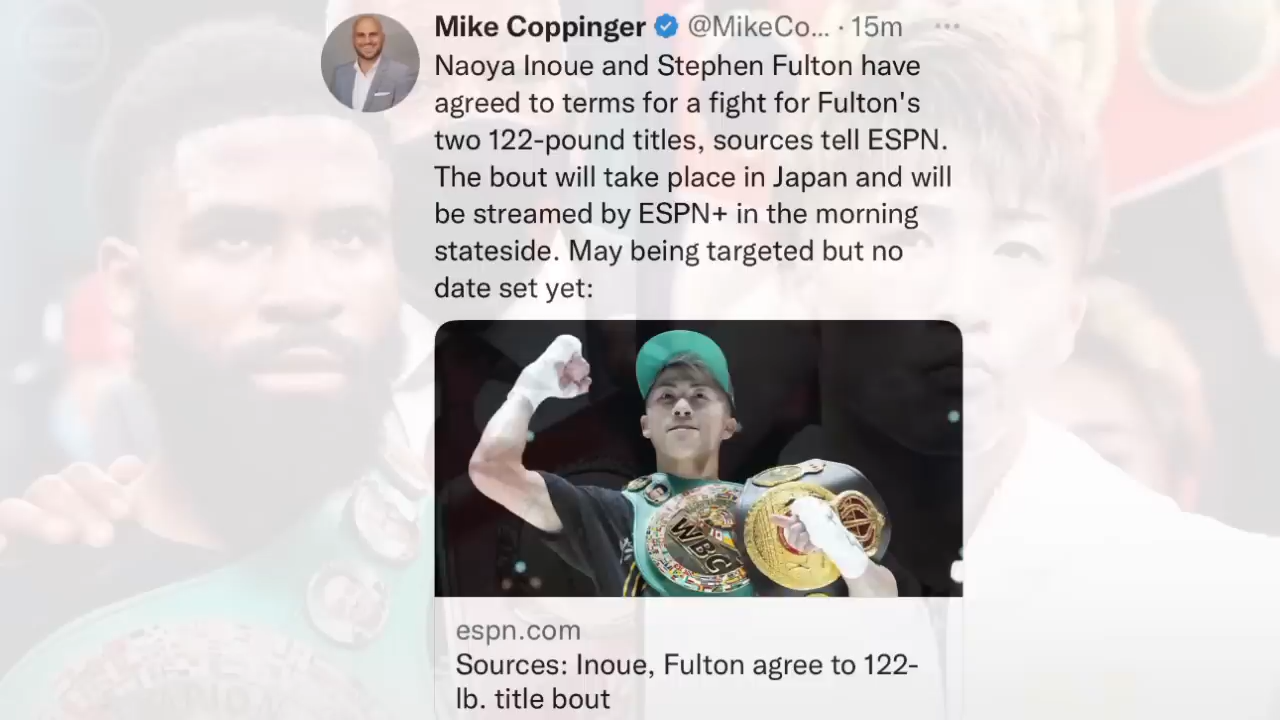 Mike Coppinger @MikeCo... · 15m ...
Naoya Inoue and Stephen Fulton have
agreed to terms for a fight for Fulton's
two 122-pound titles, sources tell ESPN.
The bout will take place in Japan and will
be streamed by ESPN+ in the morning
stateside. May being targeted but no
date set yet:
WBC
espn.com
Sources: Inoue, Fulton agree to 122-
lb. title bout